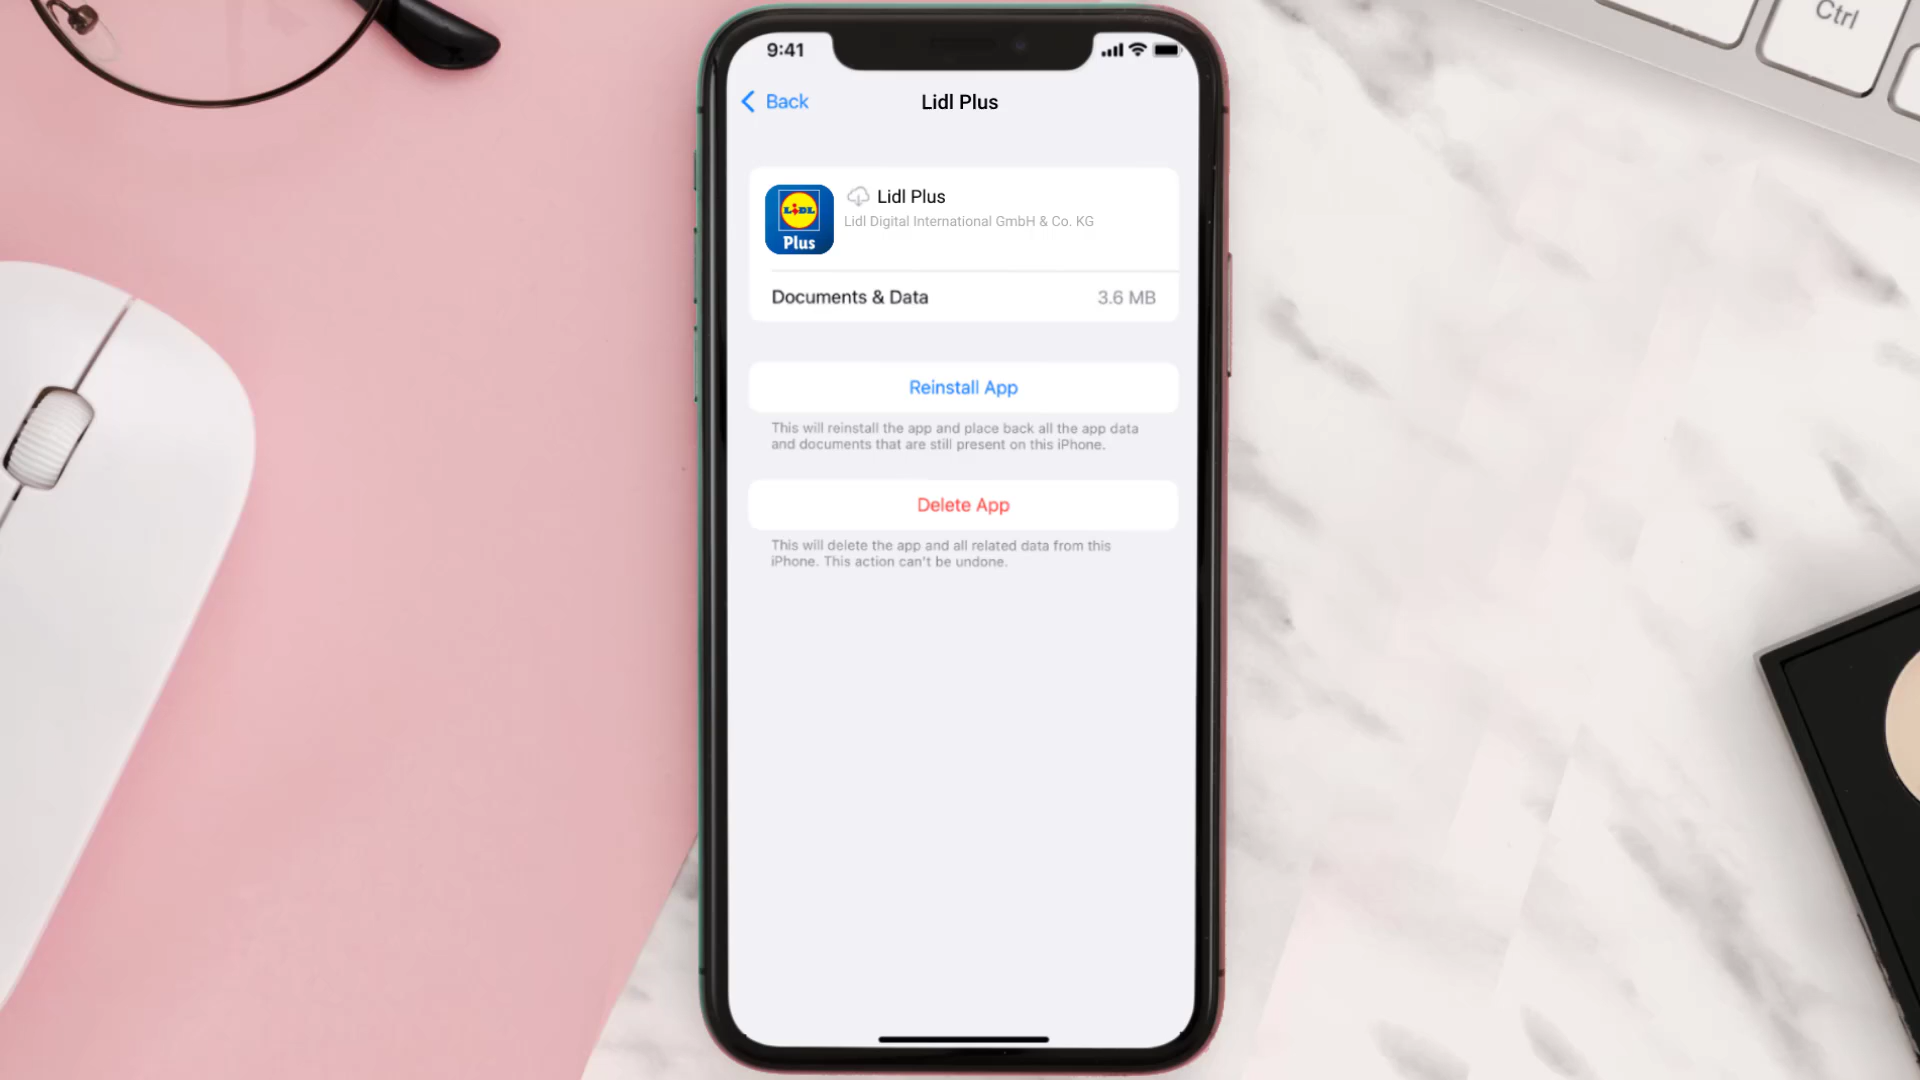 Ctrl
9:41
Back
Lidl Plus
LiDL
Plus
Lidl Plus
Lidl Digital International GmbH & Co. KG
Documents & Data
3.6 MB
Reinstall App
This will reinstall the app and place back all the app data
and documents that are still present on this iPhone.
Delete App
This will delete the app and all related data from this
iPhone. This action can't be undone.